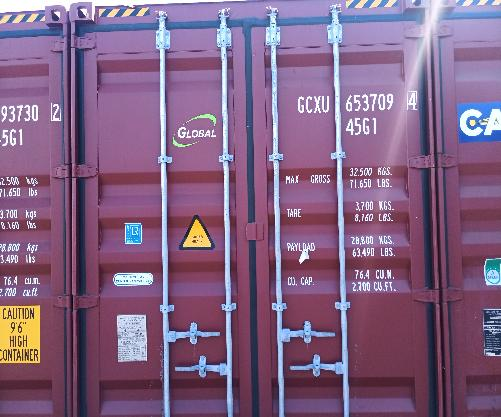 93730 2
45G1
32.500 kgs
71.650 lbs
3.700 kgs
8.160 lbs
28.800 kgs
63.490 lbs
76.4 cu.m
2.700 cu.ft
CAUTION
9'6"
HIGH
CONTAINER
GLOBAL
GCXU 653709 4
45G1
MAX GROSS 32,500 KGS.
71,650 LBS.
TARE 3,700 KGS.
8,160 LBS.
PAYLOAD 28,800 KGS.
63,490 LBS.
CU. CAP. 76.4 CU.M.
2,700 CU.FT.
CA